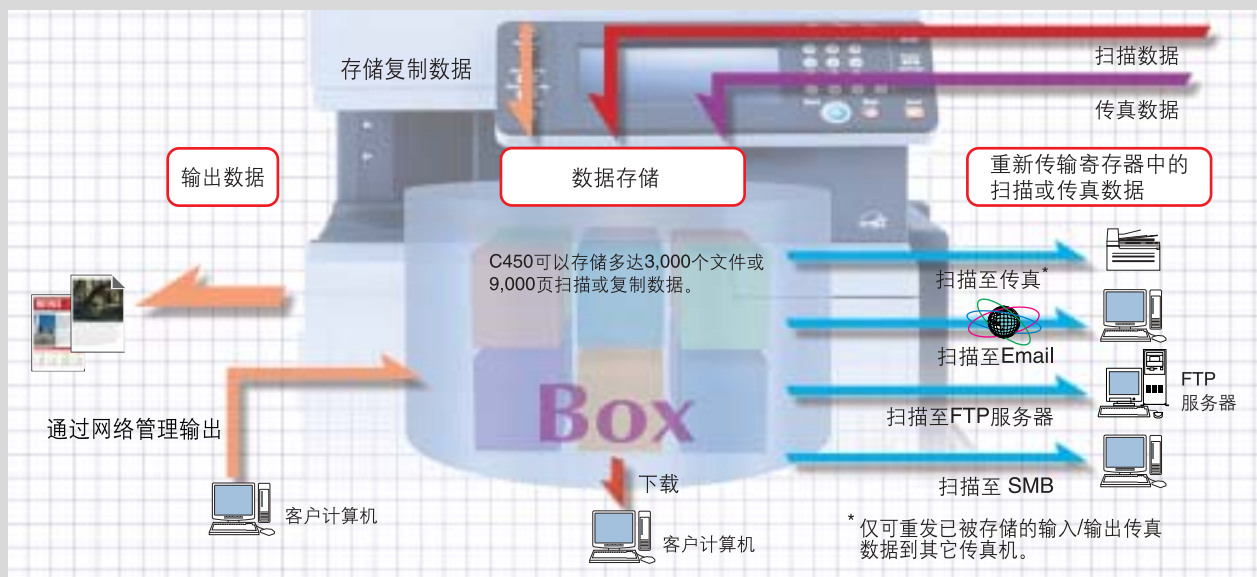 存储复制数据
扫描数据
传真数据
输出数据
数据存储
重新传输寄存器中的
扫描或传真数据
C450可以存储多达3,000个文件或
9,000页扫描或复制数据。
扫描至传真*
扫描至Email
扫描至FTP服务器
FTP
服务器
扫描至 SMB
Box
通过网络管理输出
下载
客户计算机
客户计算机
* 仅可重发已被存储的输入/输出传真
数据到其它传真机。